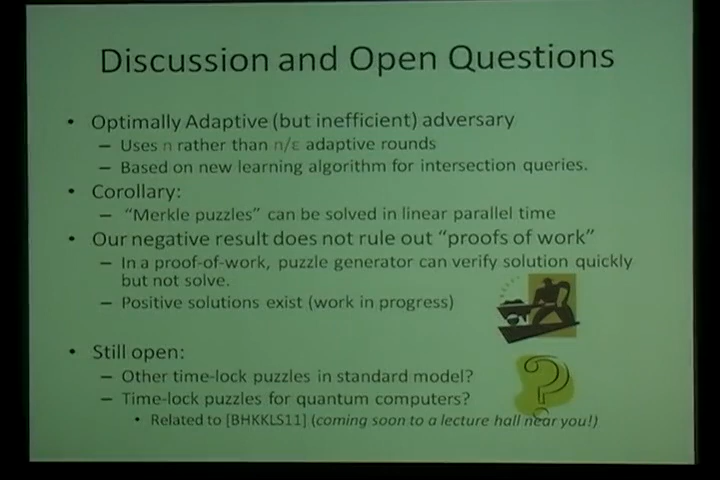 Discussion and Open Questions
• Optimally Adaptive (but inefficient) adversary
– Uses n rather than n/ε adaptive rounds
– Based on new learning algorithm for intersection queries.
• Corollary:
– “Merkle puzzles” can be solved in linear parallel time
• Our negative result does not rule out “proofs of work”
– In a proof-of-work, puzzle generator can verify solution quickly
but not solve.
– Positive solutions exist (work in progress)
• Still open:
– Other time-lock puzzles in standard model?
– Time-lock puzzles for quantum computers?
• Related to [BHKKLS11] (coming soon to a lecture hall near you!)